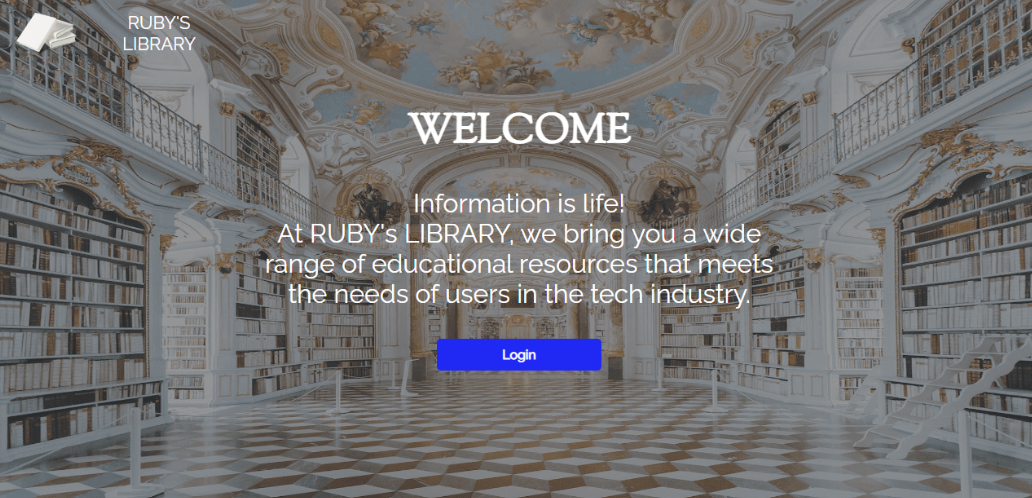 RUBY'S
LIBRARY
WELCOME
Information is life!
At RUBY's LIBRARY, we bring you a wide
range of educational resources that meets
the needs of users in the tech industry.
Login